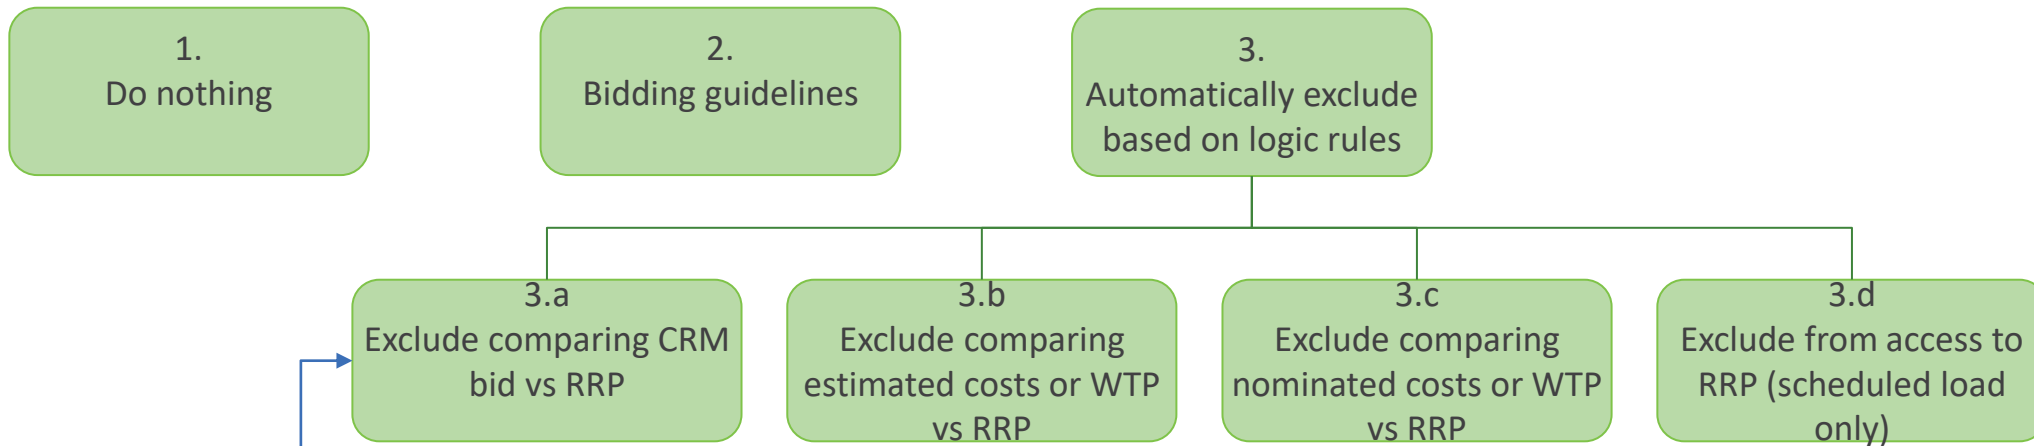 1.
Do nothing
2.
Bidding guidelines
3.
Automatically exclude
based on logic rules
3.a
Exclude comparing CRM
bid vs RRP
3.b
Exclude comparing
estimated costs or WTP
vs RRP
3.c
Exclude comparing
nominated costs or WTP
vs RRP
3.d
Exclude from access to
RRP (scheduled load
only)